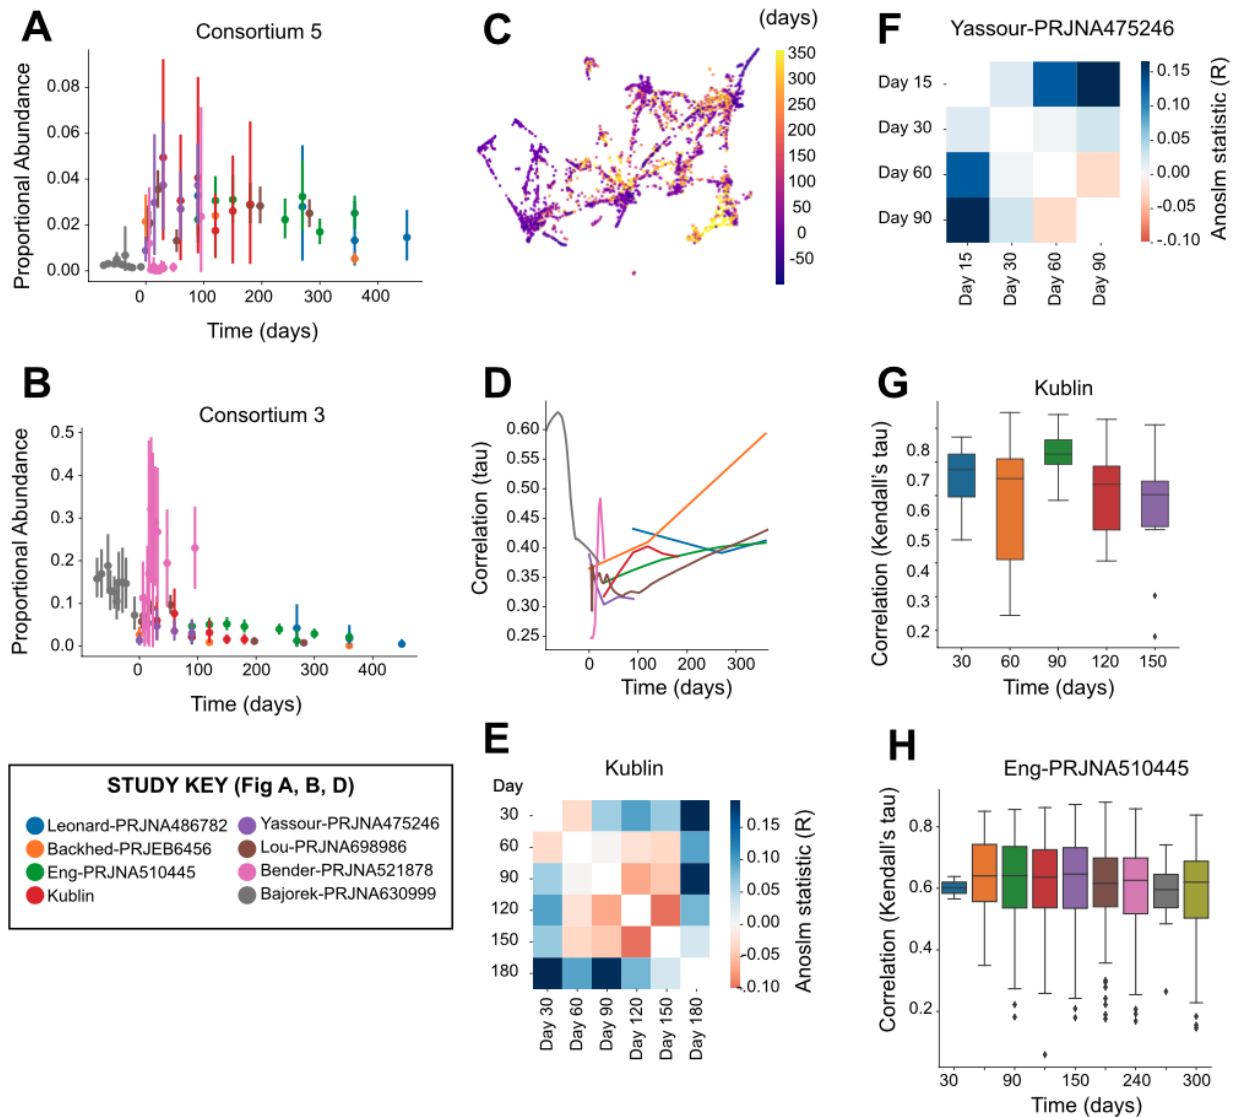 A
Consortium 5
Proportional Abundance
0.08
0.06
0.04
0.02
0.00
0
100
200
300
400
Time (days)
B
Consortium 3
Proportional Abundance
0.5
0.4
0.3
0.2
0.1
0.0
0
100
200
300
400
Time (days)
STUDY KEY (Fig A, B, D)
Leonard-PRJNA486782
Backhed-PRJEB6456
Eng-PRJNA510445
Kublin
Yassour-PRJNA475246
Lou-PRJNA698986
Bender-PRJNA521878
Bajorek-PRJNA630999
C
(days)
350
300
250
200
150
100
50
0
-50
D
Correlation (tau)
0.60
0.55
0.50
0.45
0.40
0.35
0.30
0.25
0
100
200
300
Time (days)
E
Kublin
Day
30
60
90
120
150
180
Day 30
Day 60
Day 90
Day 120
Day 150
Day 180
0.15
0.10
0.05
0.00
-0.05
0.10
Anoslm statistic (R)
F
Yassour-PRJNA475246
Day 15
Day 30
Day 60
Day 90
Day 15
Day 30
Day 60
Day 90
0.15
0.10
0.05
0.00
-0.05
-0.10
Anoslm statistic (R)
G
Kublin
Correlation (Kendall's tau)
0.8
0.7
0.6
0.5
0.2
30
60
90
120
150
Time (days)
H
Eng-PRJNA510445
Correlation (Kendall's tau)
0.8
0.6
0.4
0.2
30
90
150
240
300
Time (days)